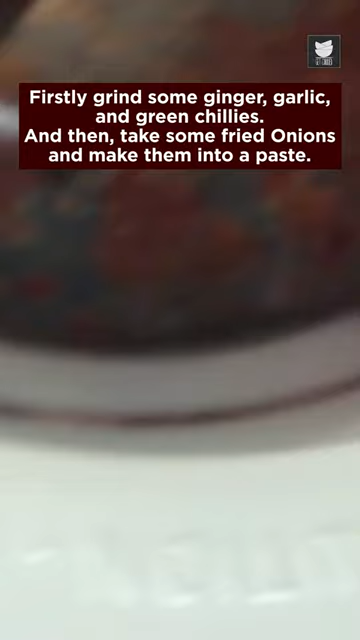 Firstly grind some ginger, garlic,
and green chillies.
And then, take some fried Onions
and make them into a paste.